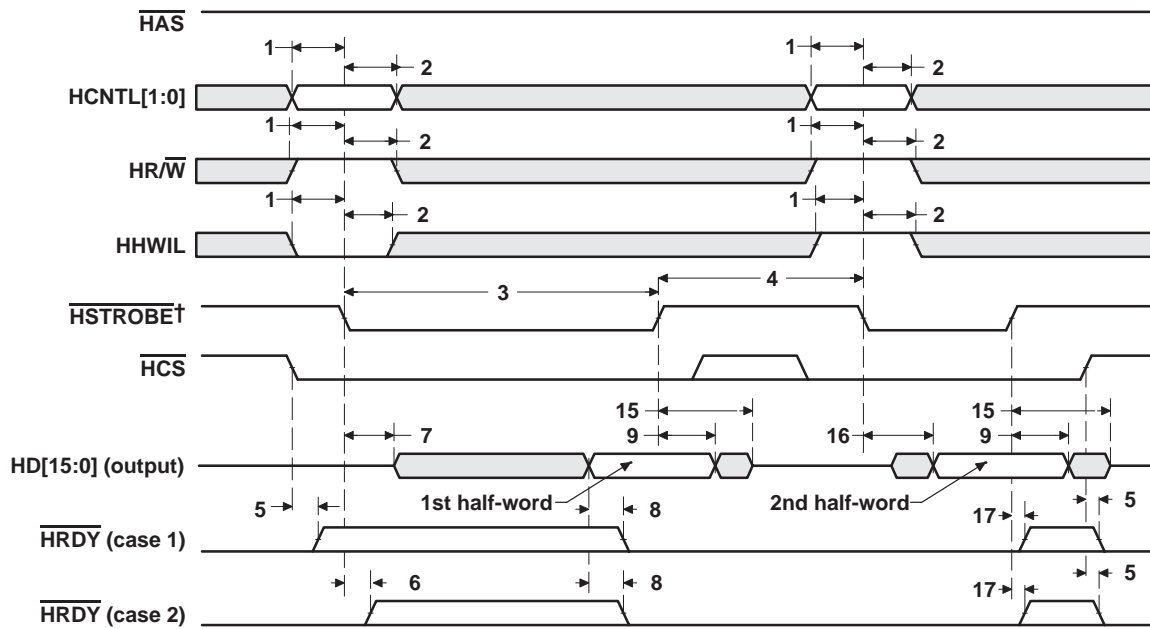 HAS
1
2
HCNTL[1:0]
1
2
HR/W
1
2
HHWIL
1
2
1
2
1
2
3
4
HSTROBE†
HCS
7
9
15
16
9
15
HD[15:0] (output)
1st half-word
2nd half-word
5
8
17
5
HRDY (case 1)
6
8
17
5
HRDY (case 2)